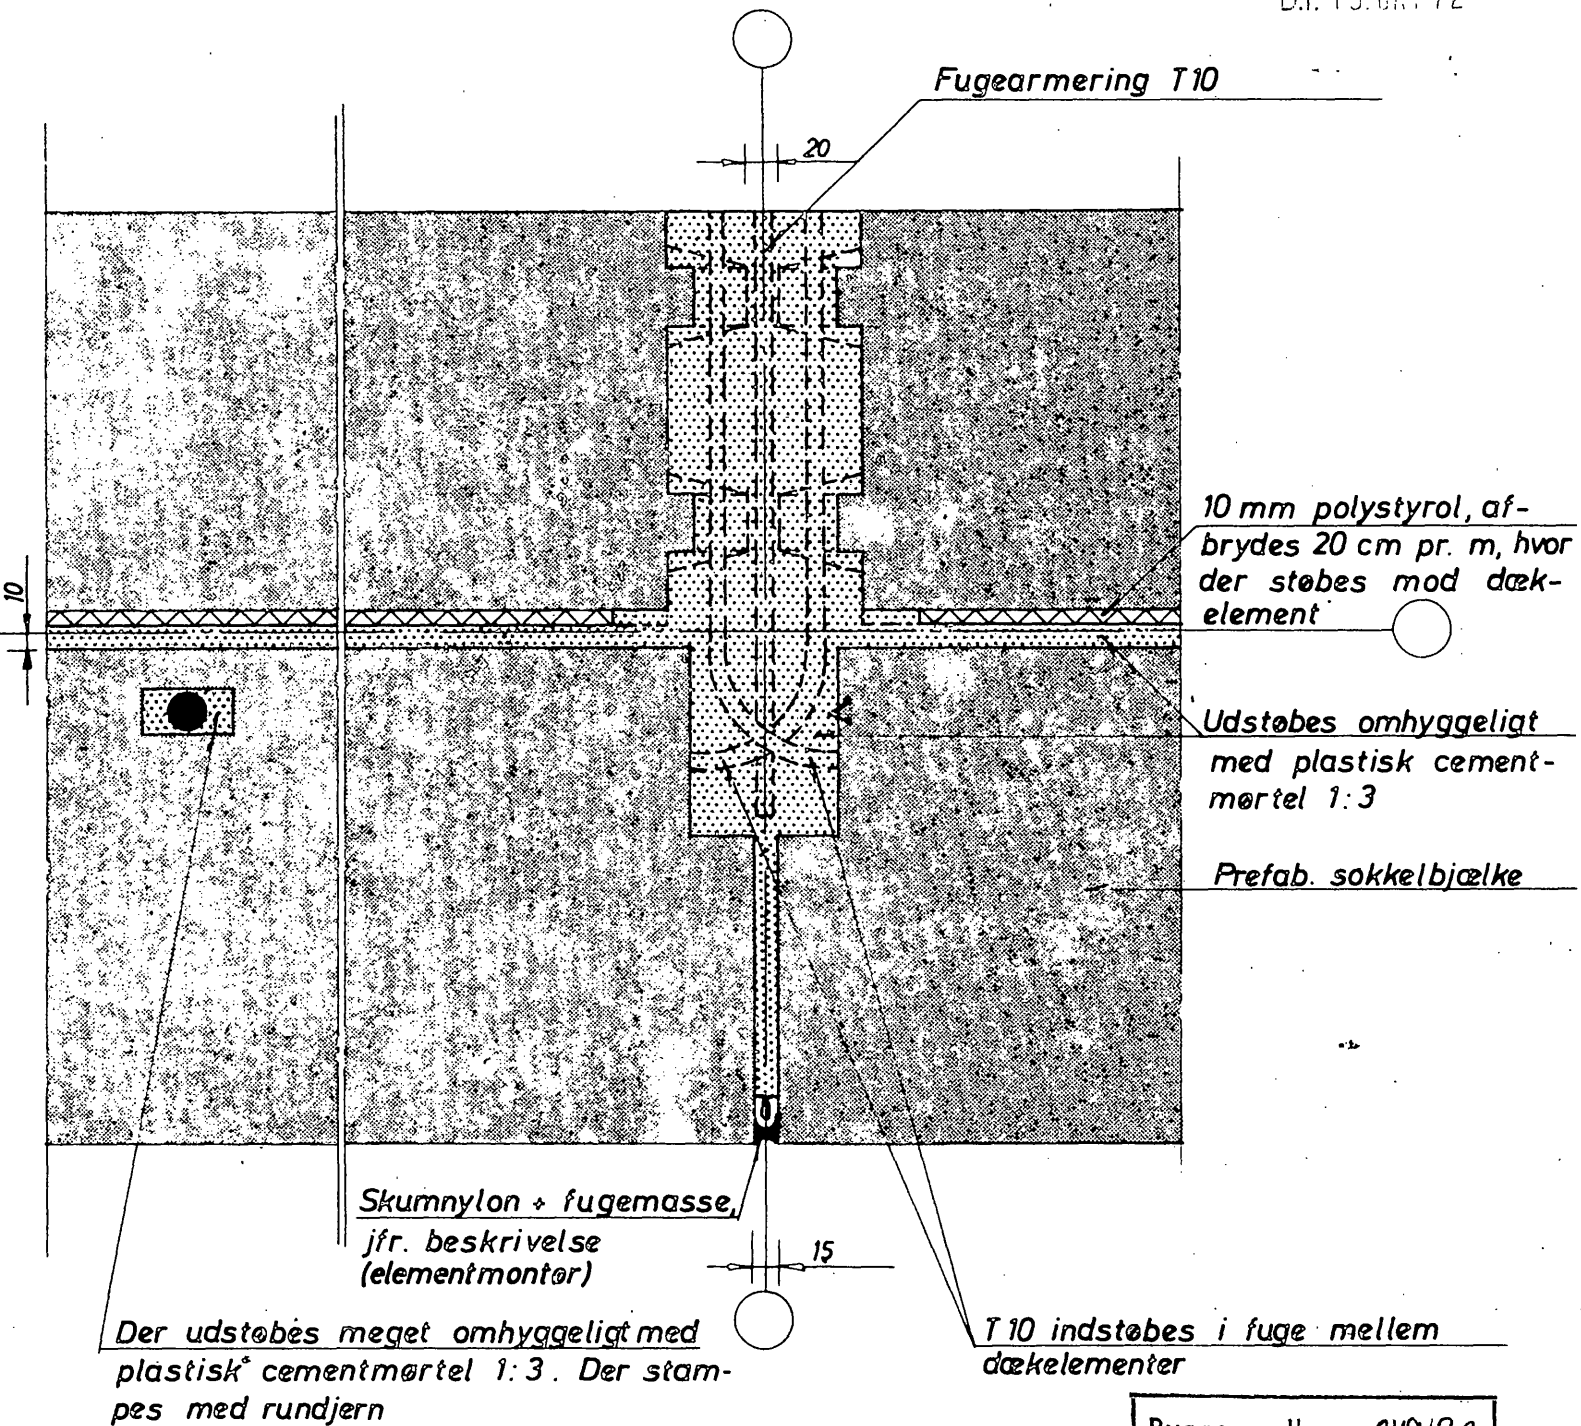 Fugearmering T10
20
10 mm polystyrol, af-
brydes 20 cm pr. m, hvor
der støbes mod dæk-
element
10
Udstøbes omhyggeligt
med plastisk cement-
mørtel 1:3
Prefab. sokkelbjælke
Skumnylon + fugemasse,
jfr. beskrivelse
(elementmontør)
15
Der udstøbes meget omhyggeligt med
plastisk cementmørtel 1:3. Der stam-
pes med rundjern
T10 indstøbes i fuge mellem
dækelementer